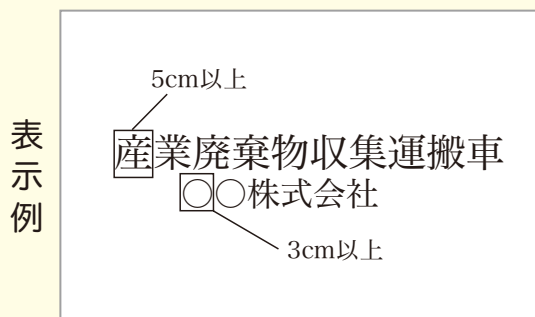 表示例
5cm以上
産業廃棄物収集運搬車
○○株式会社
3cm以上